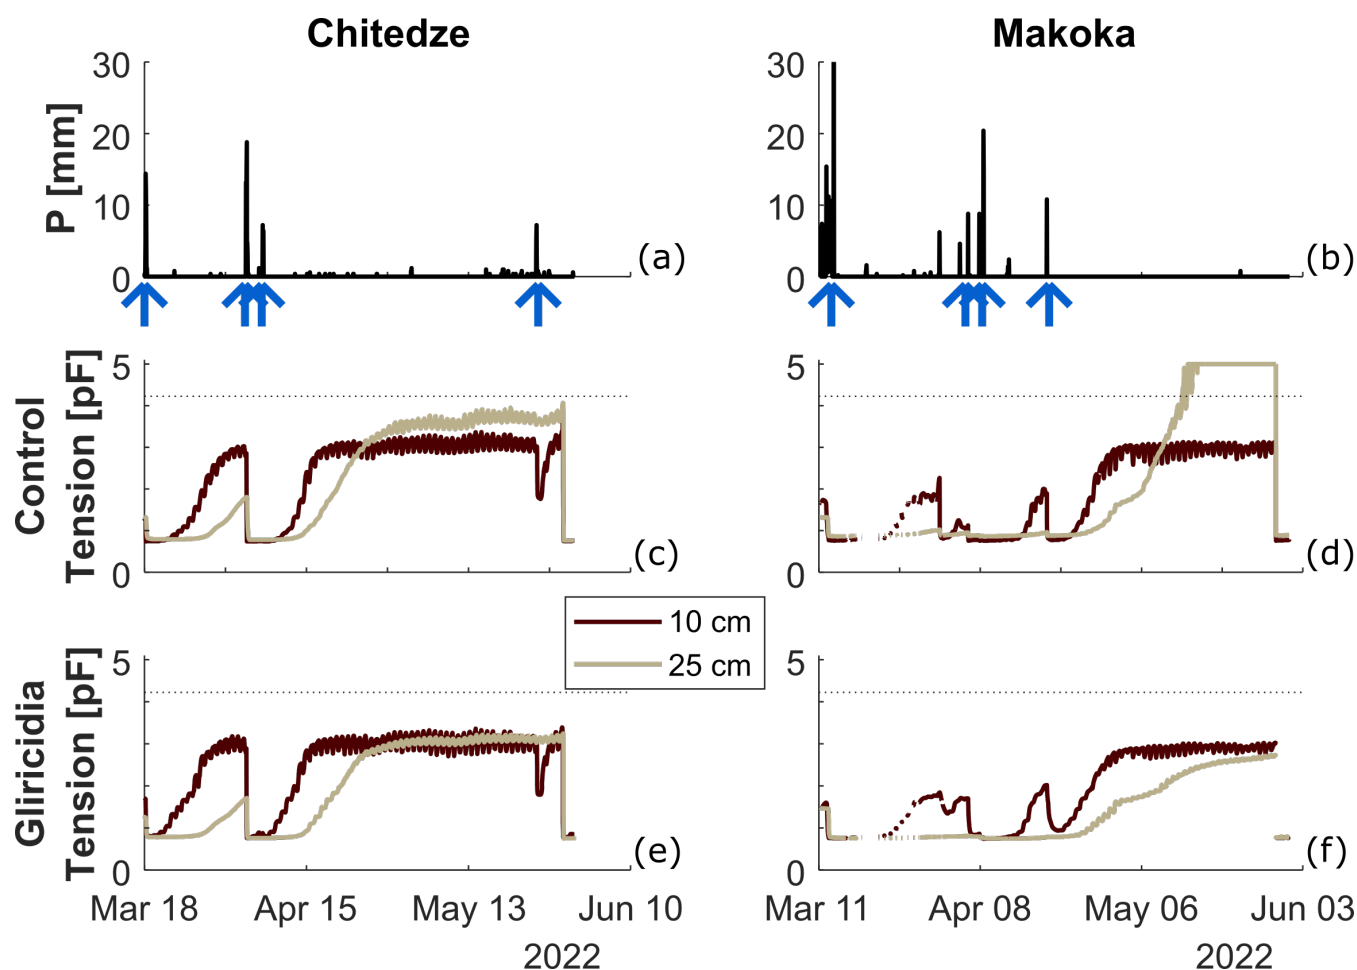 Chitedze
Makoka
P [mm]
30
20
10
0
(a)
30
20
10
0
(b)
Control
Tension [pF]
5
0
(c)
5
0
(d)
10 cm
25 cm
Gliricidia
Tension [pF]
5
0
(e)
5
0
(f)
Mar 18 Apr 15 May 13 Jun 10
2022
Mar 11 Apr 08 May 06 Jun 03
2022